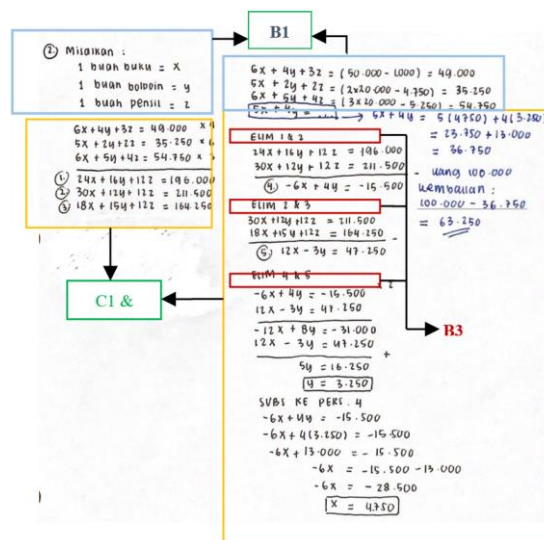 B1
② Misalkan :
1 buah buku = x
1 buah bolpoin = y
1 buah pensil = z
6x + 4y + 3z = (50.000 - 1.000) = 49.000
5x + 2y + 2z = (2x20.000 - 4.750) = 35.250
6x + 5y + 4z = (3x20.000 - 5.250) = 54.750
5x + 4y = ..... → 5x + 4y = 5(4750) + 4(3.250)
= 23.750 + 13.000
= 36.750
- uang 100.000
kembalian :
100.000 - 36.750
= 63.250
6x + 4y + 3z = 49.000 x4
5x + 2y + 2z = 35.250 x6
6x + 5y + 4z = 54.750 x3
① 24x + 16y + 12z = 196.000
② 30x + 12y + 12z = 211.500
③ 18x + 15y + 12z = 164.250
ELIM 1 & 2
24x + 16y + 12z = 196.000
30x + 12y + 12z = 211.500
④ -6x + 4y = -15.500
ELIM 2 & 3
30x + 12y + 12z = 211.500
18x + 15y + 12z = 164.250 -
⑤ 12x - 3y = 47.250
ELIM 4 & 5
-6x + 4y = -15.500
12x - 3y = 47.250
-12x + 8y = -31.000
12x - 3y = 47.250 +
5y = 16.250
y = 3.250
SUBS KE PERS. 4
-6x + 4y = -15.500
-6x + 4(3.250) = -15.500
-6x + 13.000 = -15.500
-6x = -15.500 - 13.000
-6x = -28.500
x = 4.750
C1 &
B3